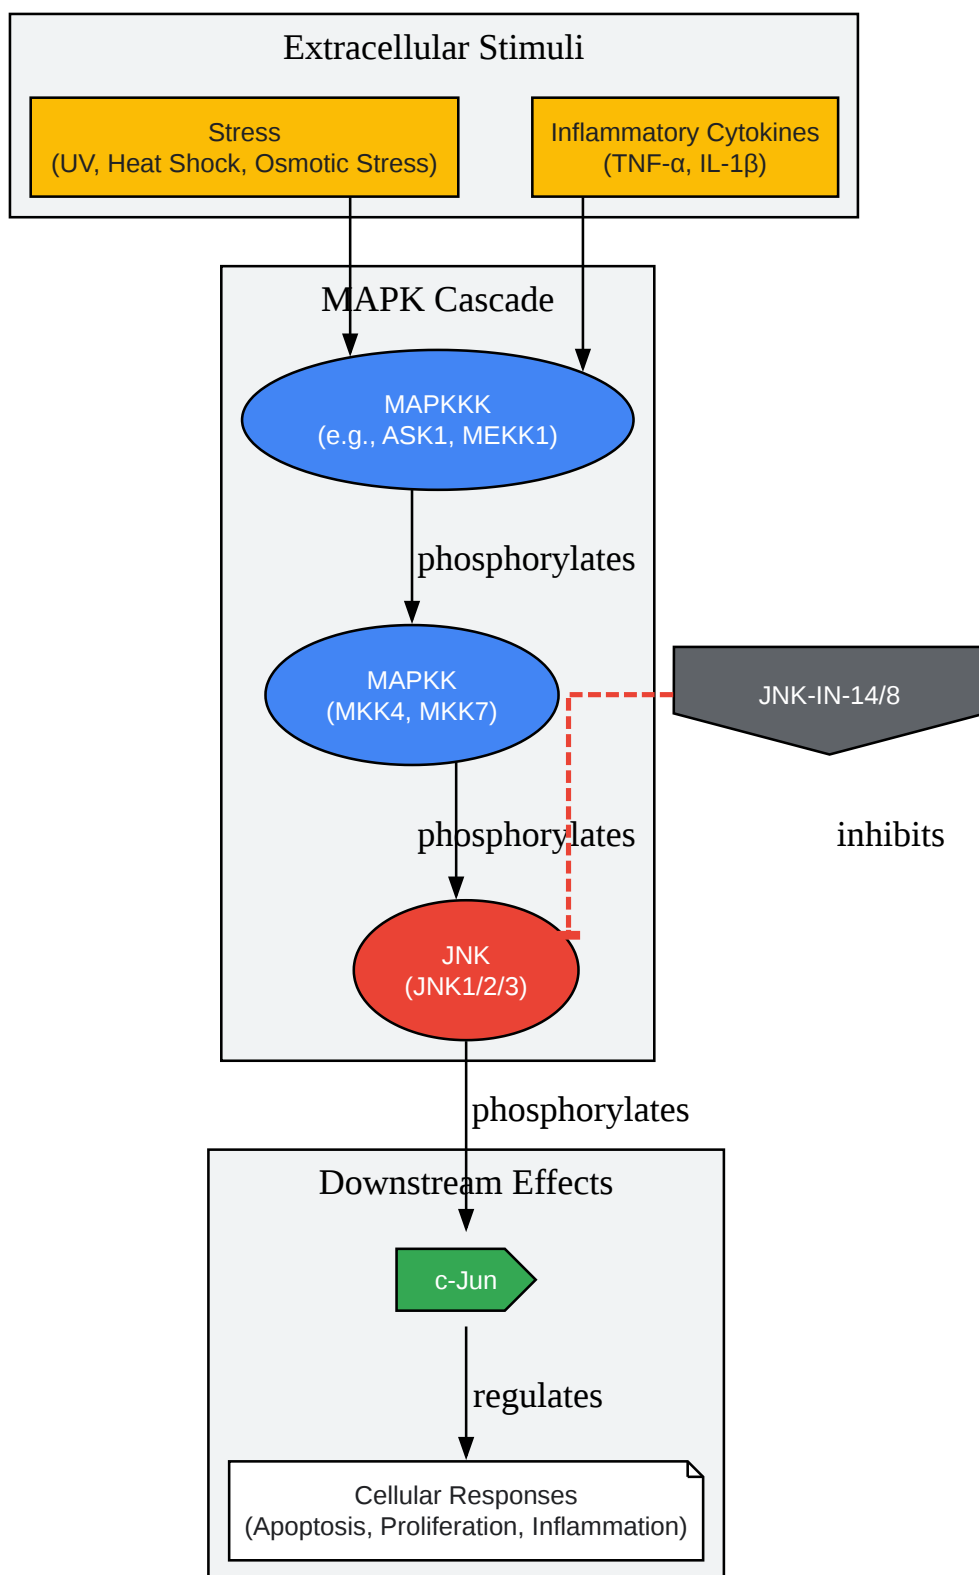 Extracellular Stimuli
Stress
(UV, Heat Shock, Osmotic Stress)
Inflammatory Cytokines
(TNF-α, IL-1β)
MAPK Cascade
MAPKKK
(e.g., ASK1, MEKK1)
phosphorylates
MAPKK
(MKK4, MKK7)
JNK-IN-14/8
phosphorylates
inhibits
JNK
(JNK1/2/3)
phosphorylates
Downstream Effects
c-Jun
regulates
Cellular Responses
(Apoptosis, Proliferation, Inflammation)